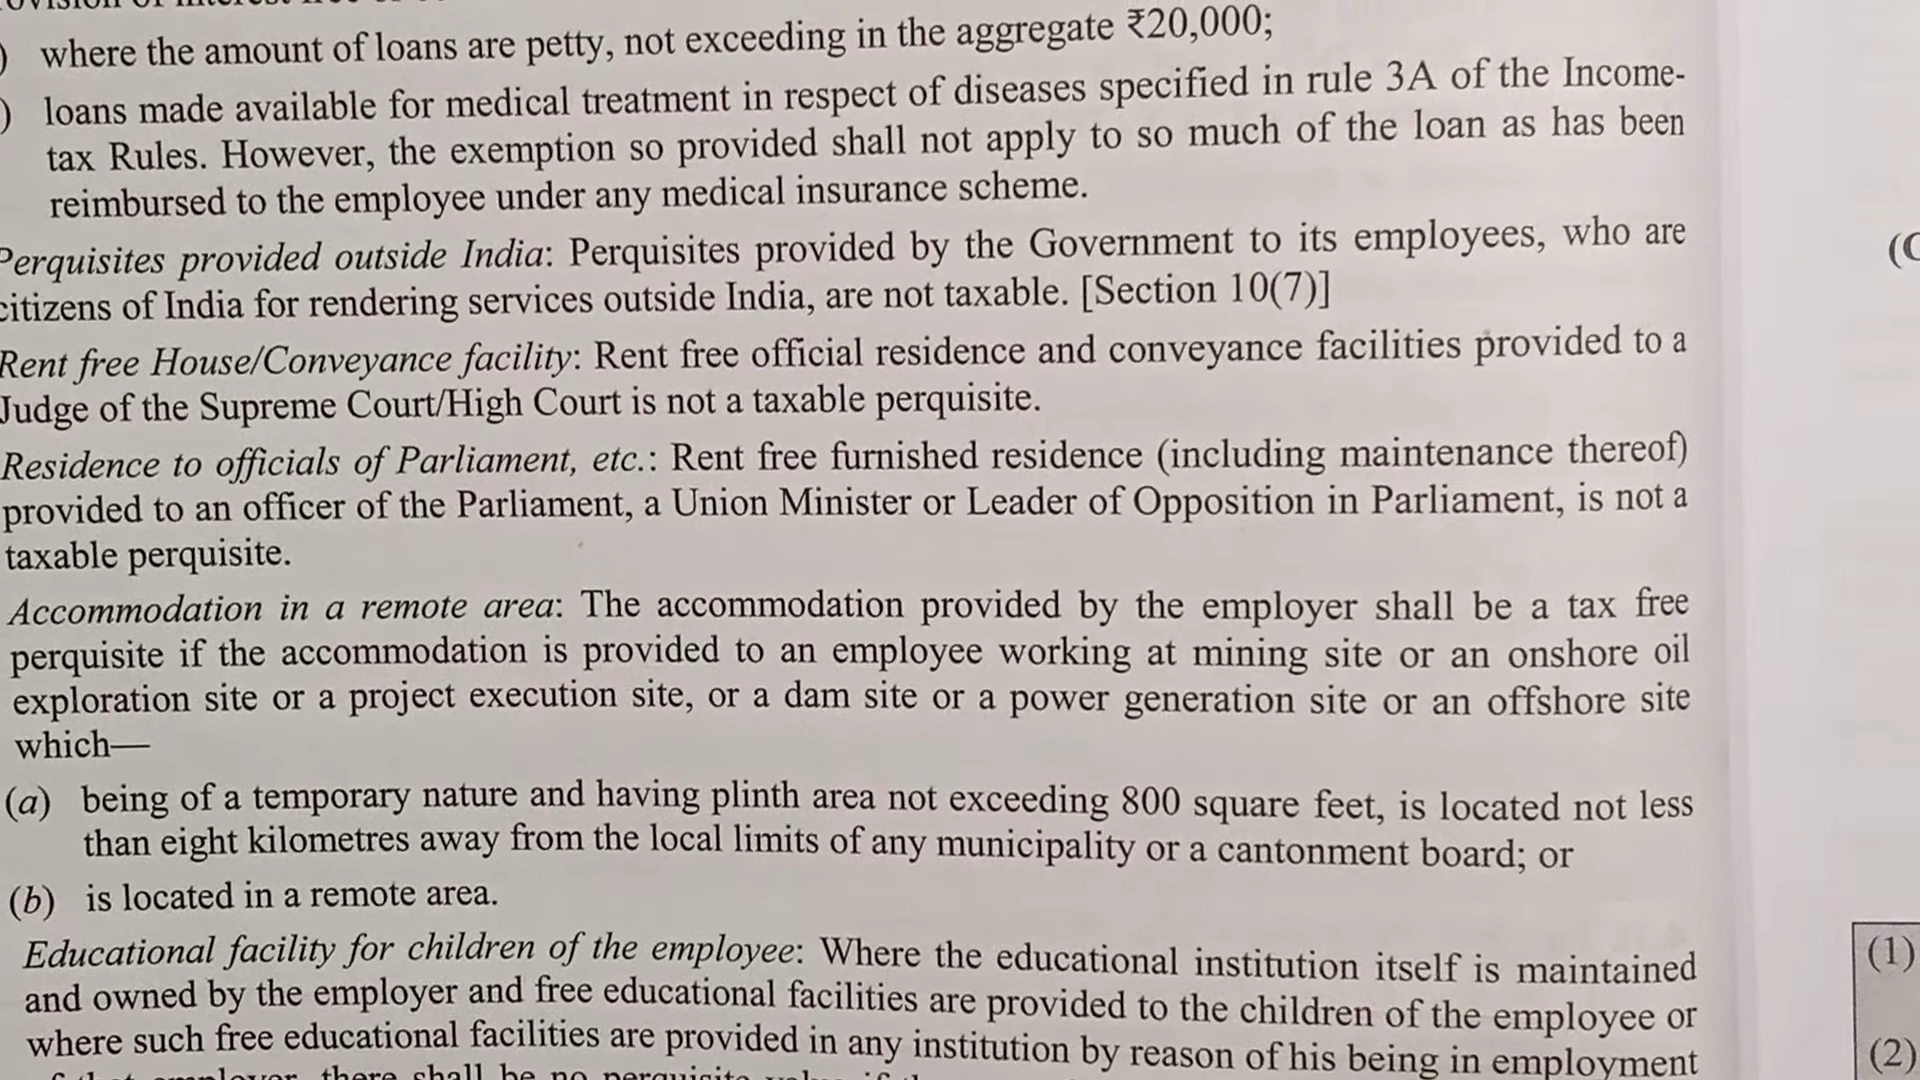 ) where the amount of loans are petty, not exceeding in the aggregate ₹20,000;
) loans made available for medical treatment in respect of diseases specified in rule 3A of the Income-
tax Rules. However, the exemption so provided shall not apply to so much of the loan as has been
reimbursed to the employee under any medical insurance scheme.
Perquisites provided outside India: Perquisites provided by the Government to its employees, who are
citizens of India for rendering services outside India, are not taxable. [Section 10(7)]
Rent free House/Conveyance facility: Rent free official residence and conveyance facilities provided to a
Judge of the Supreme Court/High Court is not a taxable perquisite.
Residence to officials of Parliament, etc.: Rent free furnished residence (including maintenance thereof)
provided to an officer of the Parliament, a Union Minister or Leader of Opposition in Parliament, is not a
taxable perquisite.
Accommodation in a remote area: The accommodation provided by the employer shall be a tax free
perquisite if the accommodation is provided to an employee working at mining site or an onshore oil
exploration site or a project execution site, or a dam site or a power generation site or an offshore site
which—
(a) being of a temporary nature and having plinth area not exceeding 800 square feet, is located not less
than eight kilometres away from the local limits of any municipality or a cantonment board; or
(b) is located in a remote area.
Educational facility for children of the employee: Where the educational institution itself is maintained
and owned by the employer and free educational facilities are provided to the children of the employee or
where such free educational facilities are provided in any institution by reason of his being in employment
there shall be no perquisite
(1)
(2)